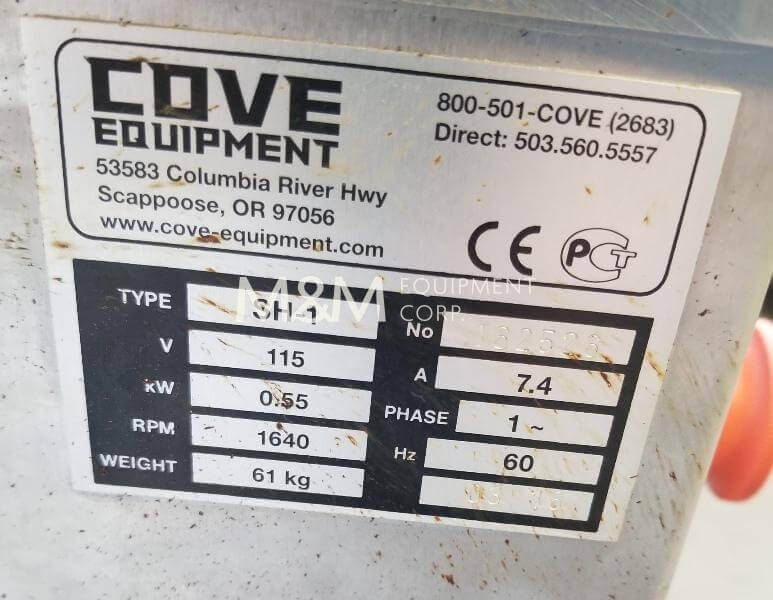 COVE
EQUIPMENT
53583 Columbia River Hwy
Scappoose, OR 97056
www.cove-equipment.com
800-501-COVE (2683)
Direct: 503.560.5557
CE PCT
M&M EQUIPMENT
CORP.
TYPE SH-1
V 115
kW 0.55
RPM 1640
WEIGHT 61 kg
No
A 7.4
PHASE 1 ~
Hz 60